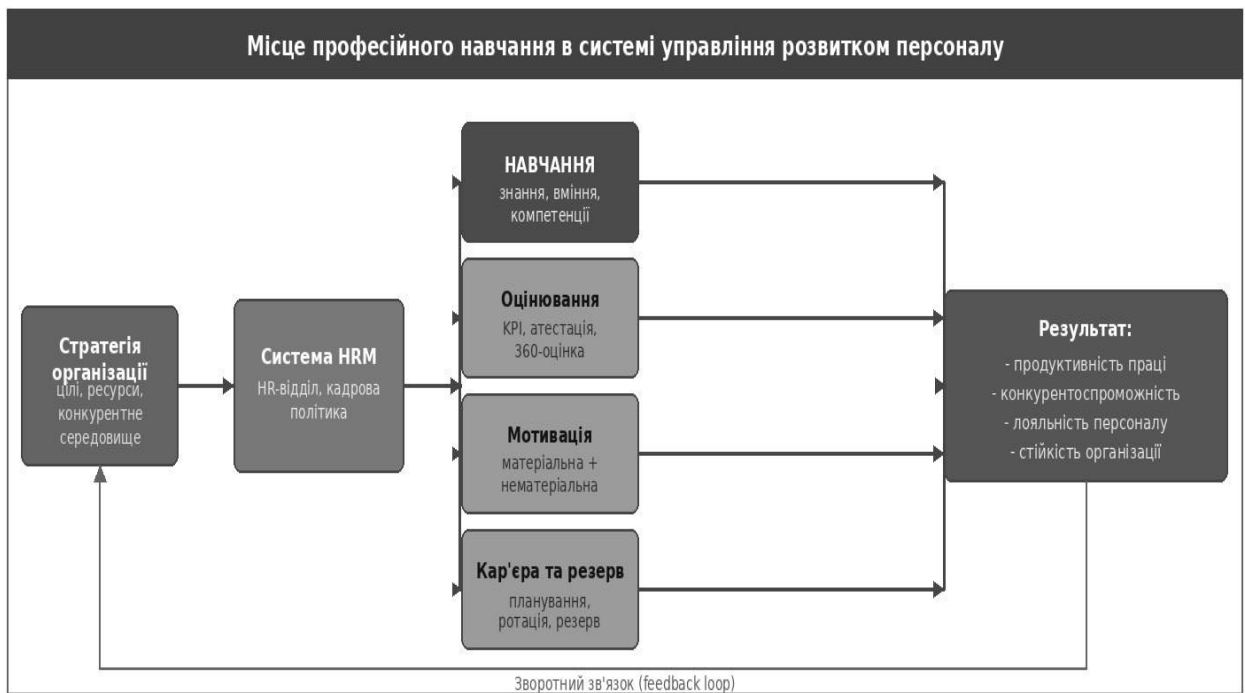 Місце професійного навчання в системі управління розвитком персоналу
Стратегія
організації
цілі, ресурси,
конкурентне
середовище
Система HRM
HR-відділ, кадрова
політика
НАВЧАННЯ
знання, вміння,
компетенції
Оцінювання
KPI, атестація,
360-оцінка
Мотивація
матеріальна +
нематеріальна
Кар'єра та резерв
планування,
ротація, резерв
Результат:
- продуктивність праці
- конкурентоспроможність
- лояльність персоналу
- стійкість організації
Зворотний зв'язок (feedback loop)